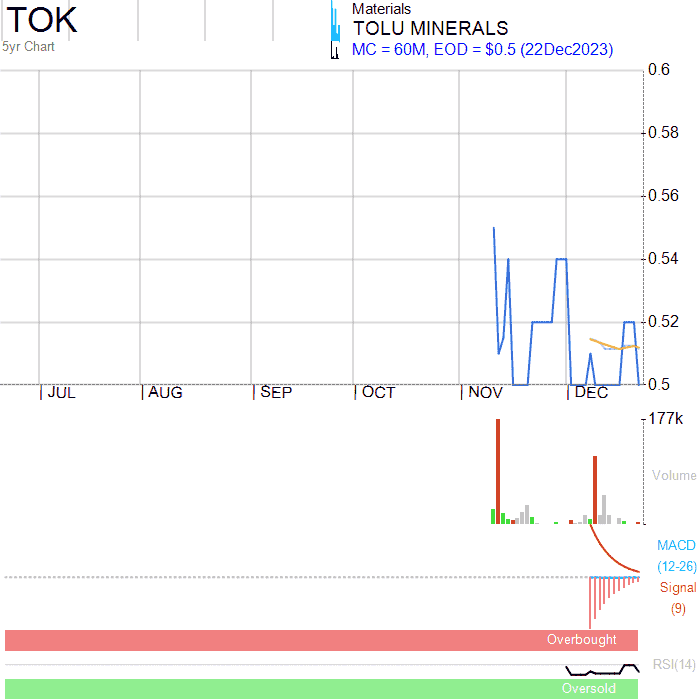 TOK
5yr Chart
Materials
TOLU MINERALS
MC = 60M, EOD = $0.5 (22Dec2023)
0.6
0.58
0.56
0.54
0.52
0.5
JUL AUG SEP OCT NOV DEC
177k
Volume
MACD
(12-26)
Signal
(9)
Overbought
RSI(14)
Oversold